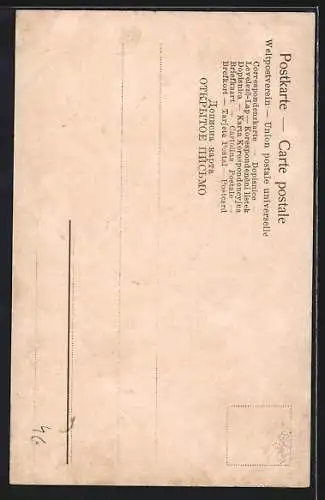 Postkarte — Carte postale
Weltpostverein — Union postale universelle
Correspondenzkarte — Dopisnice —
Levelező-Lap — Korespondenční lístek
Dopisnica — Karta Korespondencyjna
Briefkaart — Cartolina Postale —
Brefkort — Tarjeta Postal — Postcard
Дописна карта
ОТКРЫТОЕ ПИСЬМО